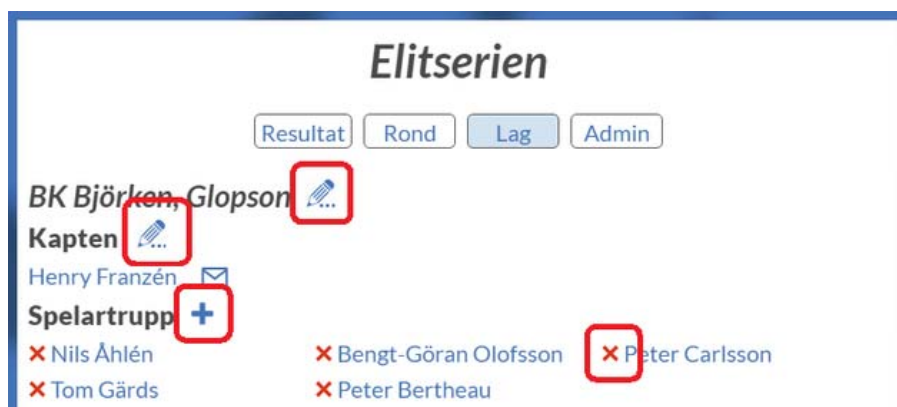 Elitserien
Resultat Rond Lag Admin
BK Björken, Glopson
Kapten
Henry Franzén
Spelartrupp
Nils Åhlén Bengt-Göran Olofsson Peter Carlsson
Tom Gärds Peter Bertheau